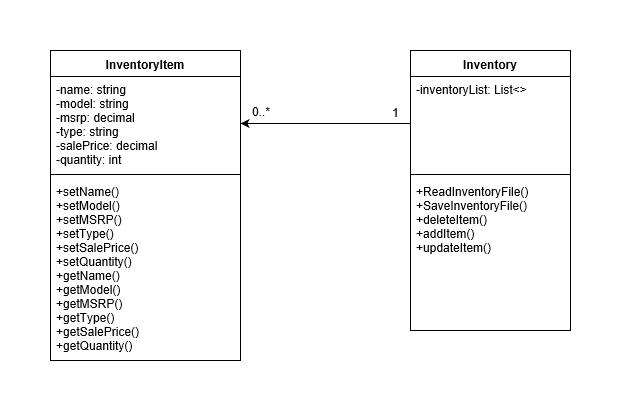 InventoryItem
-name: string
-model: string
-msrp: decimal
-type: string
-salePrice: decimal
-quantity: int
+setName()
+setModel()
+setMSRP()
+setType()
+setSalePrice()
+setQuantity()
+getName()
+getModel()
+getMSRP()
+getType()
+getSalePrice()
+getQuantity()
0..*
1
Inventory
-inventoryList: List<>
+ReadInventoryFile()
+SaveInventoryFile()
+deleteItem()
+addItem()
+updateItem()